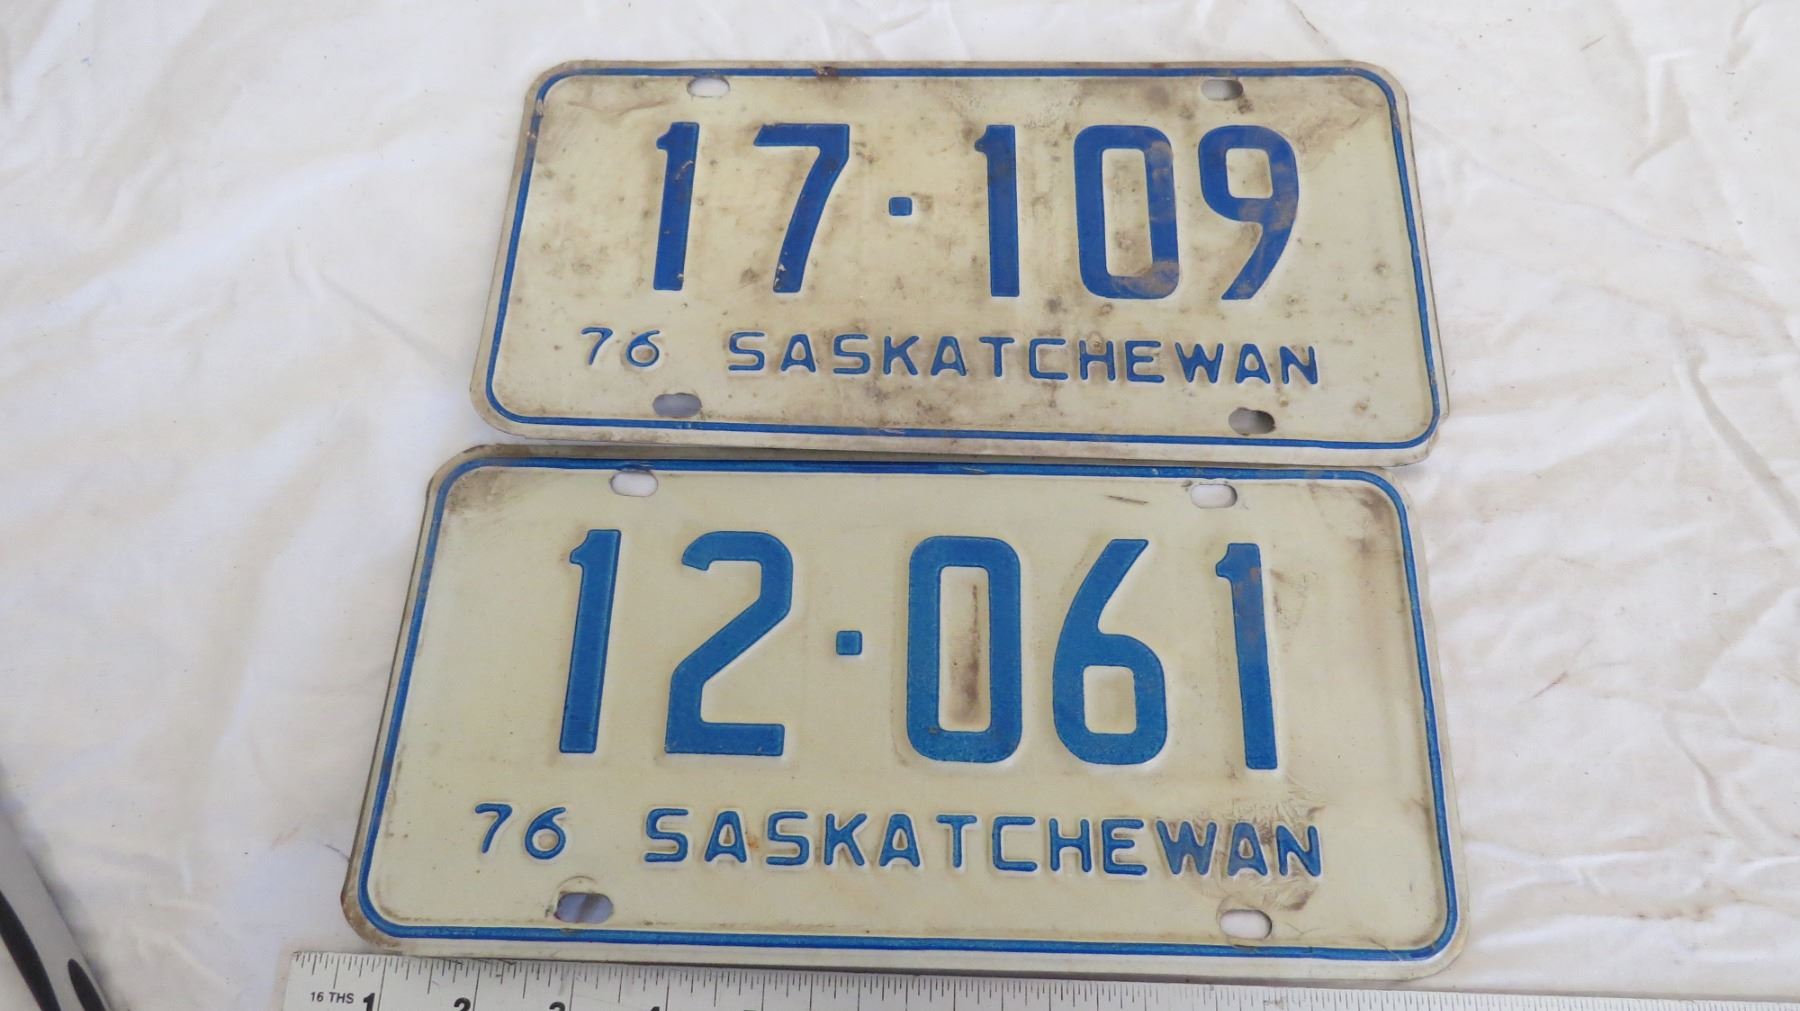 17·109
76 SASKATCHEWAN
12·061
76 SASKATCHEWAN
16 THS 1 2 3 4